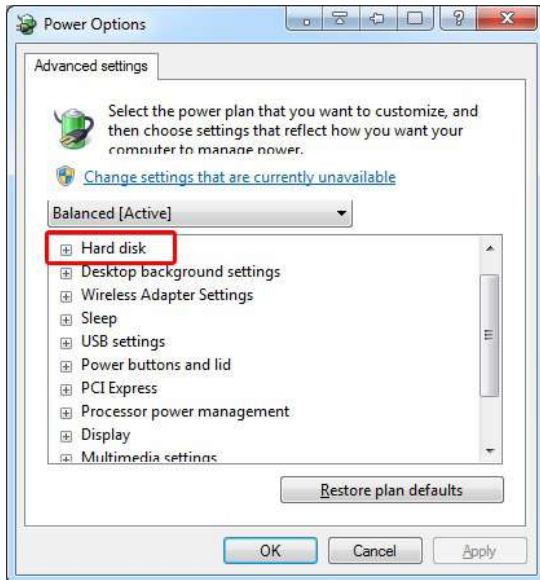 Power Options
Advanced settings
Select the power plan that you want to customize, and
then choose settings that reflect how you want your
computer to manage power.
Change settings that are currently unavailable
Balanced [Active]
Hard disk
Desktop background settings
Wireless Adapter Settings
Sleep
USB settings
Power buttons and lid
PCI Express
Processor power management
Display
Multimedia settings
Restore plan defaults
OK Cancel Apply